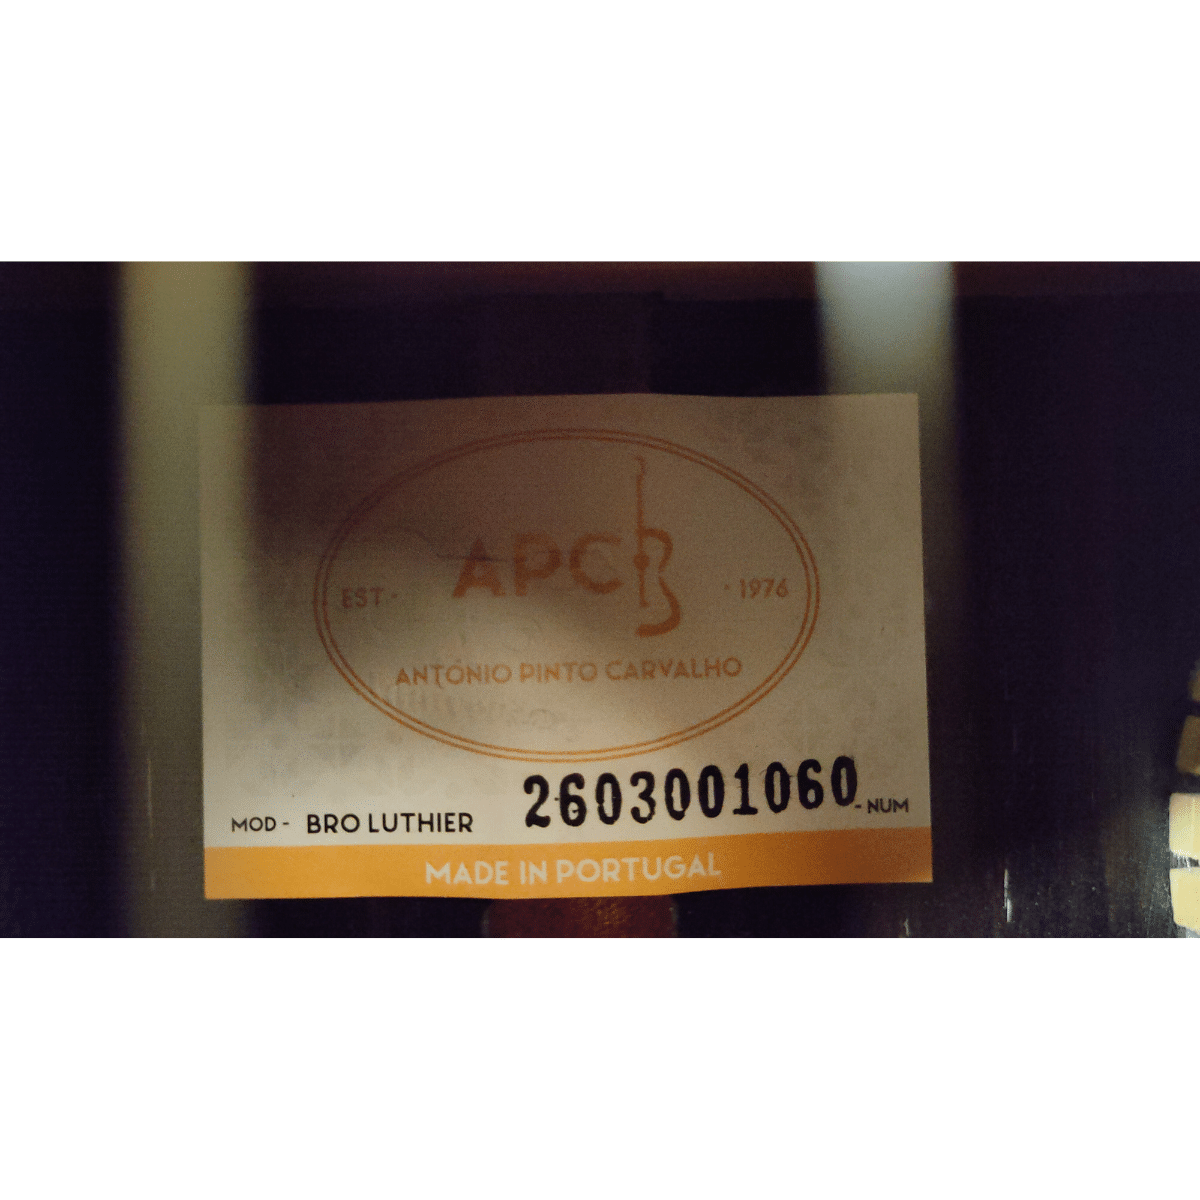 APC
EST · · 1976
ANTÓNIO PINTO CARVALHO
MOD - BRO LUTHIER 2603001060 - NUM
MADE IN PORTUGAL